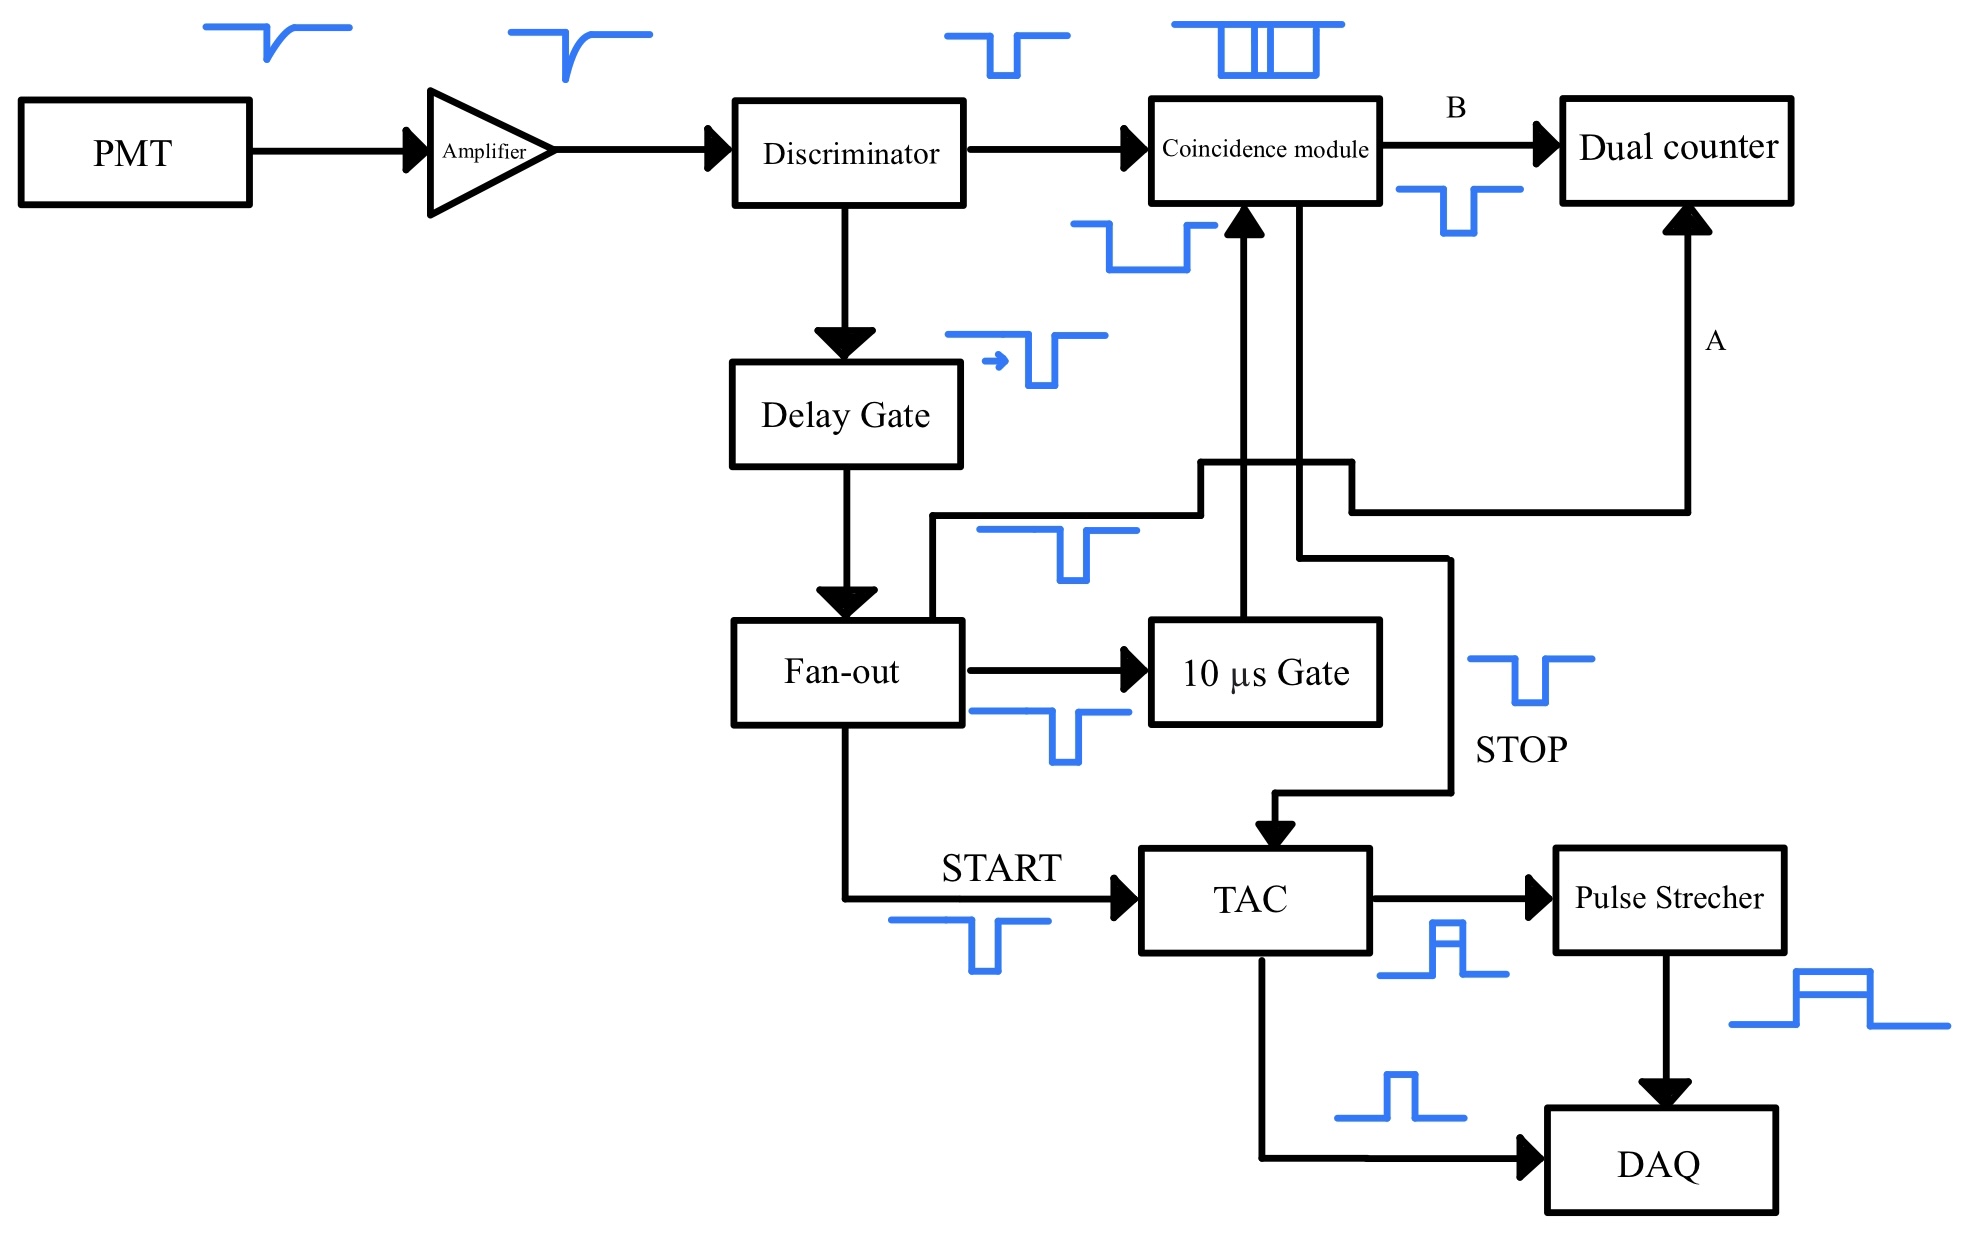 PMT
Amplifier
Discriminator
Coincidence module
B
Dual counter
A
Delay Gate
Fan-out
10 µs Gate
STOP
START
TAC
Pulse Strecher
DAQ